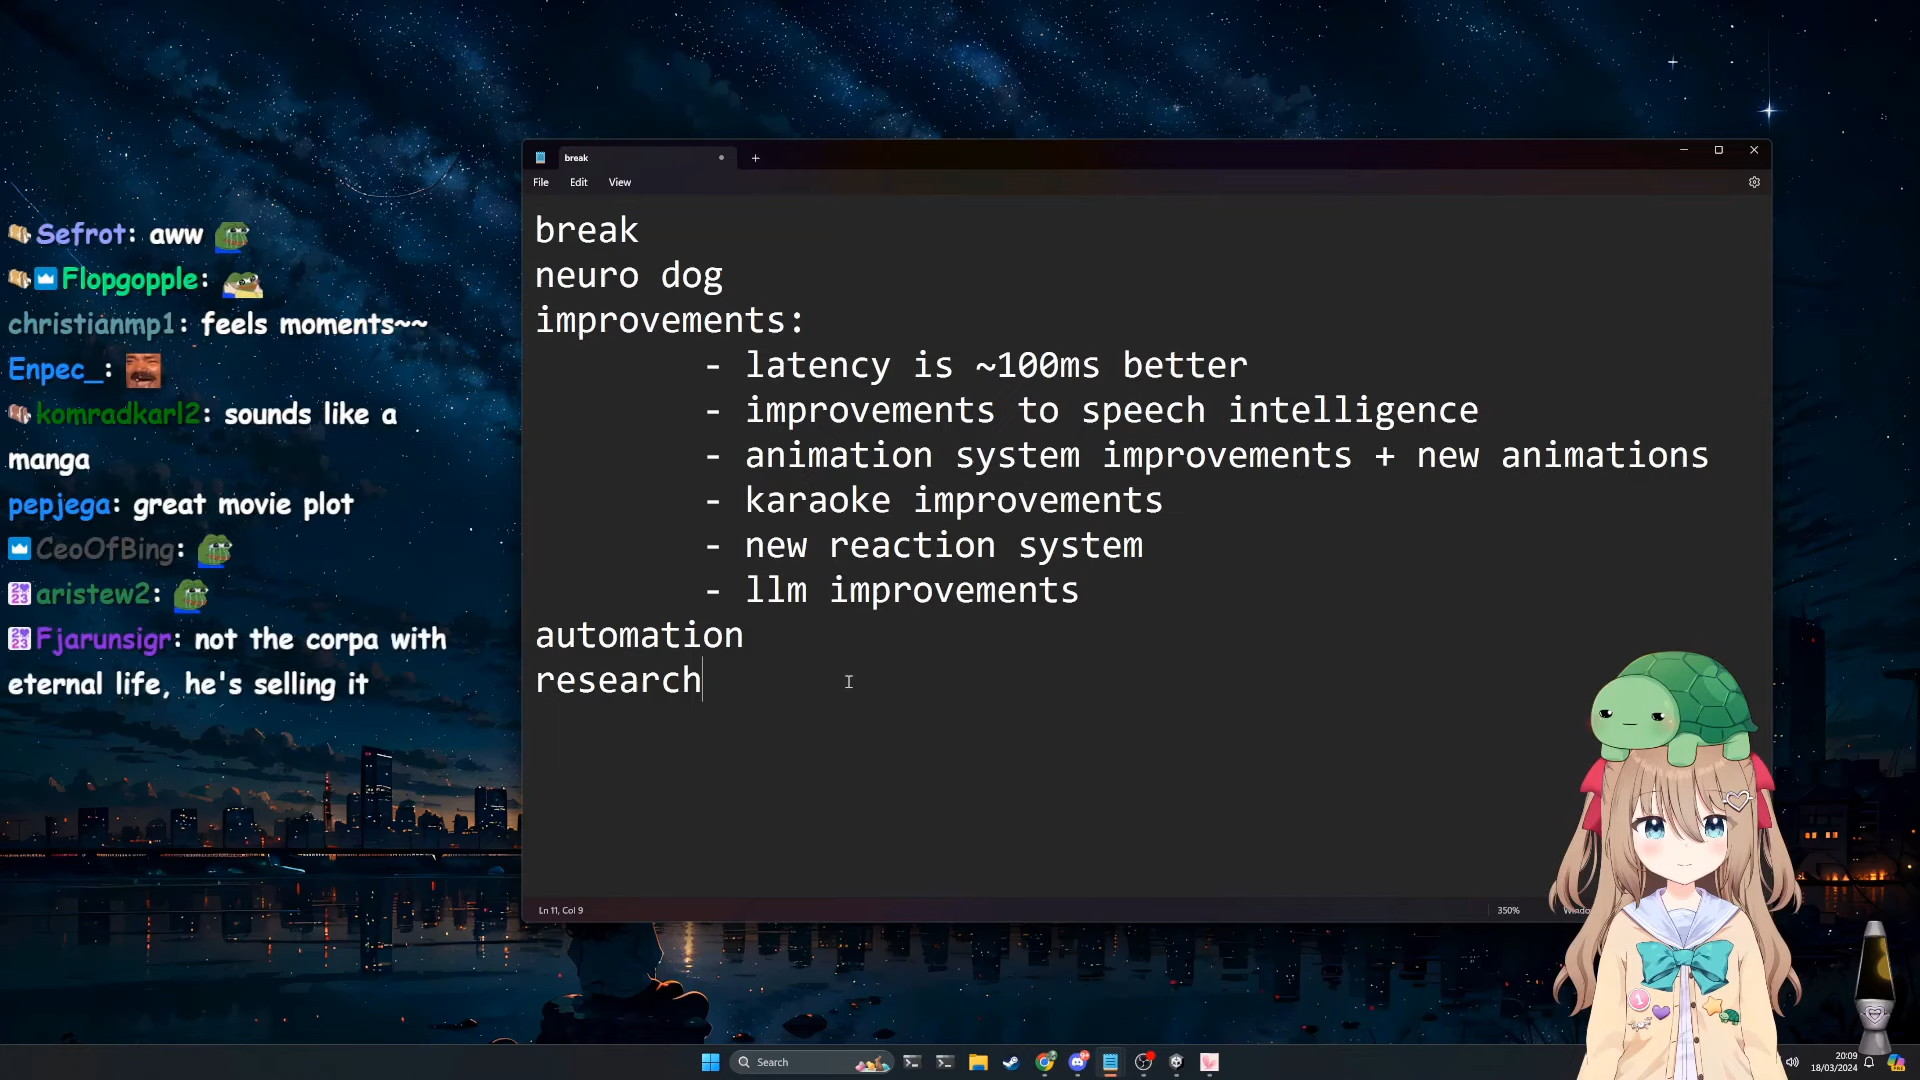 break
File Edit View
break
neuro dog
improvements:
- latency is ~100ms better
- improvements to speech intelligence
- animation system improvements + new animations
- karaoke improvements
- new reaction system
- llm improvements
automation
research
Ln 11, Col 9
350%
Sefrot: aww
Flopgopple:
christianmp1: feels moments~~
Enpec_:
komradkarl2: sounds like a
manga
pepjega: great movie plot
CeoOfBing:
aristew2:
Fjarunsigr: not the corpa with
eternal life, he's selling it
Search
20:09
18/03/2024